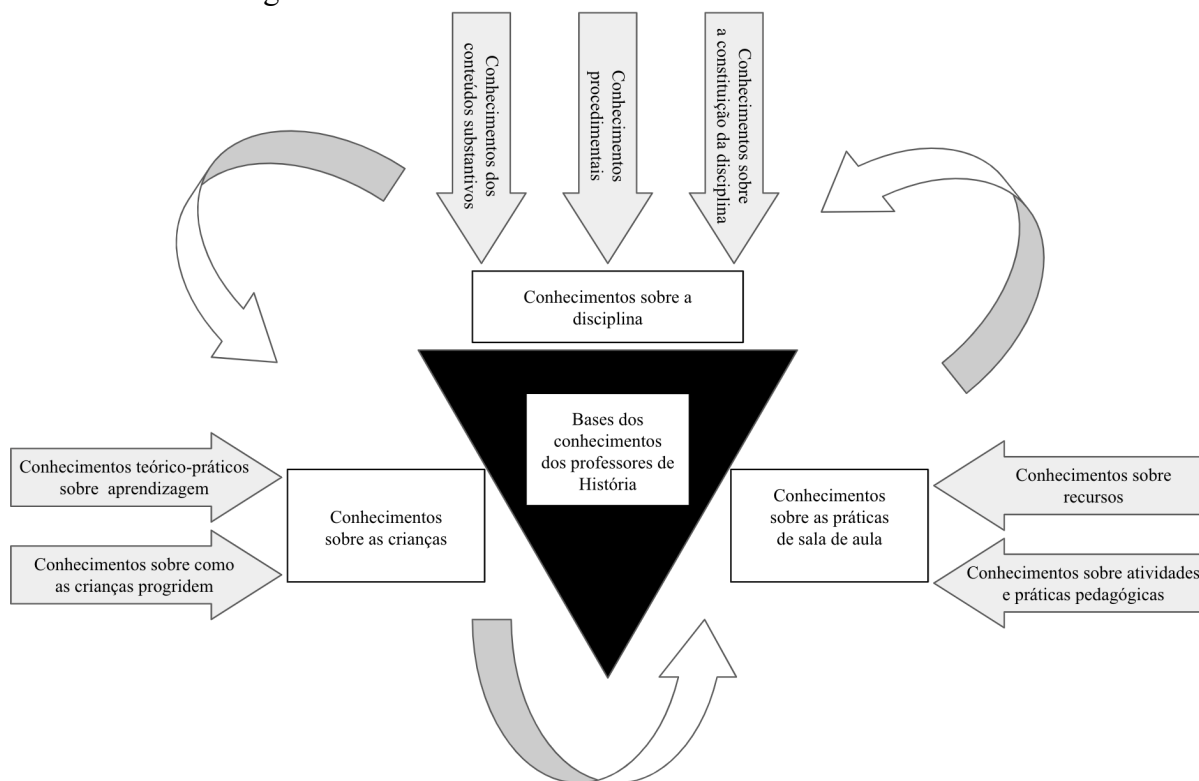 g
Conhecimentos dos
conteúdos substantivos
Conhecimentos
procedimentais
Conhecimentos sobre
a constituição da disciplina
Conhecimentos sobre a
disciplina
Bases dos
conhecimentos
dos professores de
História
Conhecimentos teórico-práticos
sobre aprendizagem
Conhecimentos sobre como
as crianças progridem
Conhecimentos
sobre as crianças
Conhecimentos
sobre as práticas
de sala de aula
Conhecimentos sobre
recursos
Conhecimentos sobre atividades
e práticas pedagógicas